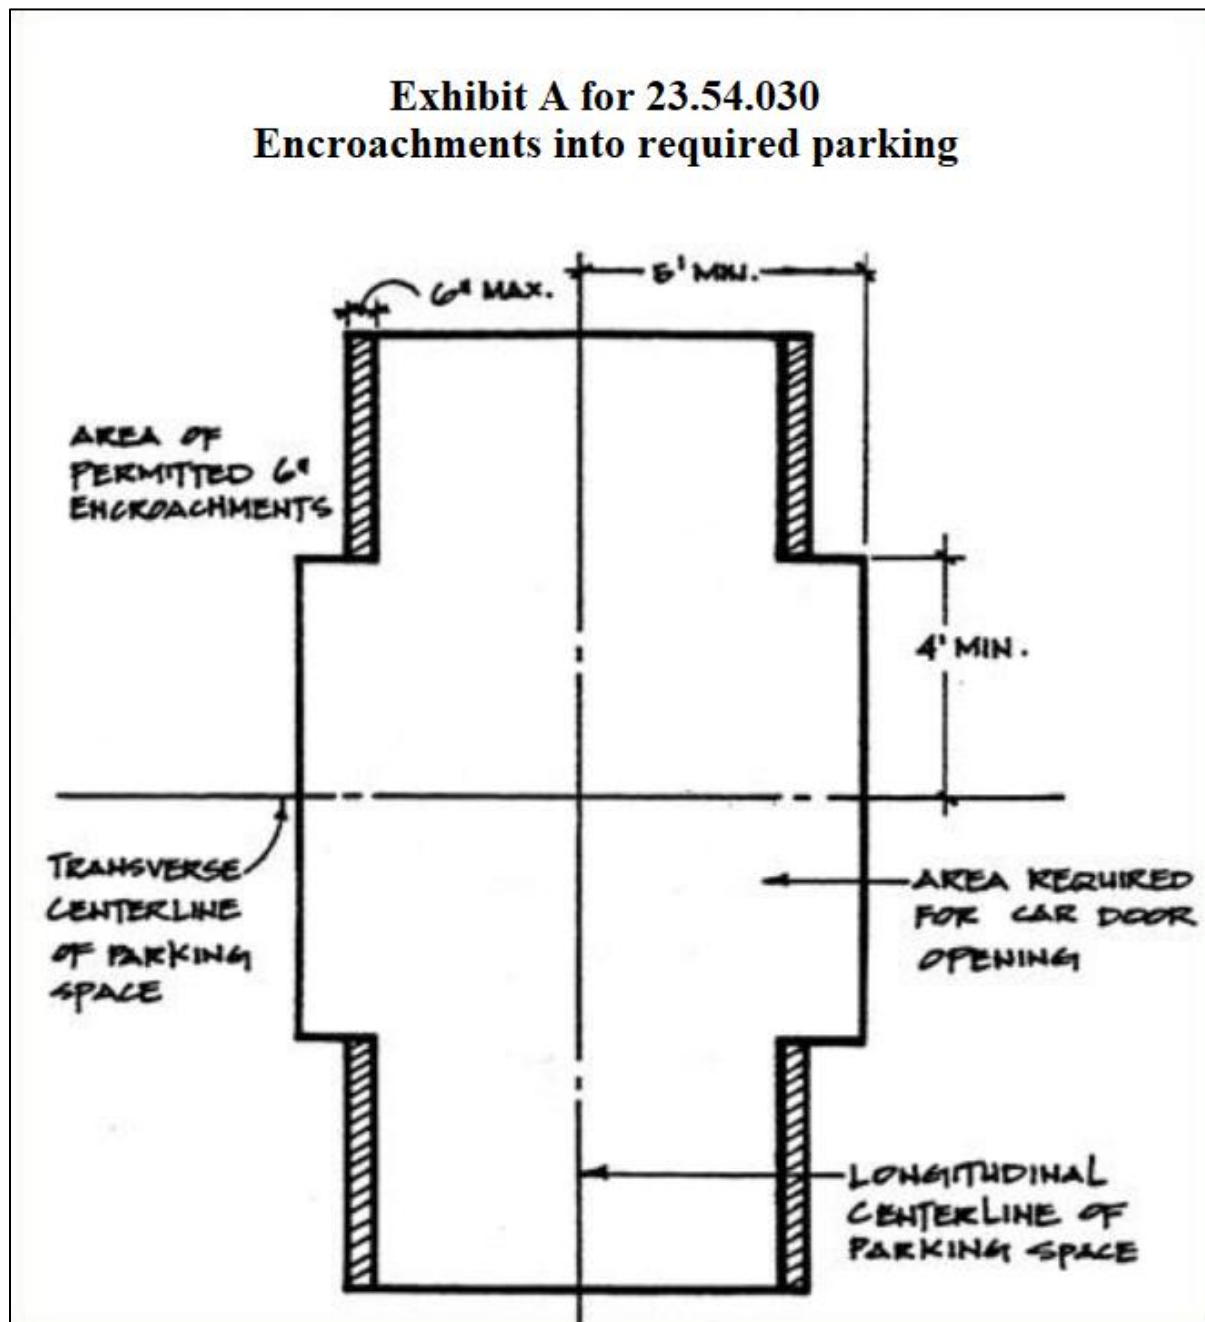 Exhibit A for 23.54.030
Encroachments into required parking
6" MAX.
5' MIN.
AREA OF
PERMITTED 6"
ENCROACHMENTS
4' MIN.
TRANSVERSE
CENTERLINE
OF PARKING
SPACE
AREA REQUIRED
FOR CAR DOOR
OPENING
LONGITUDINAL
CENTERLINE OF
PARKING SPACE